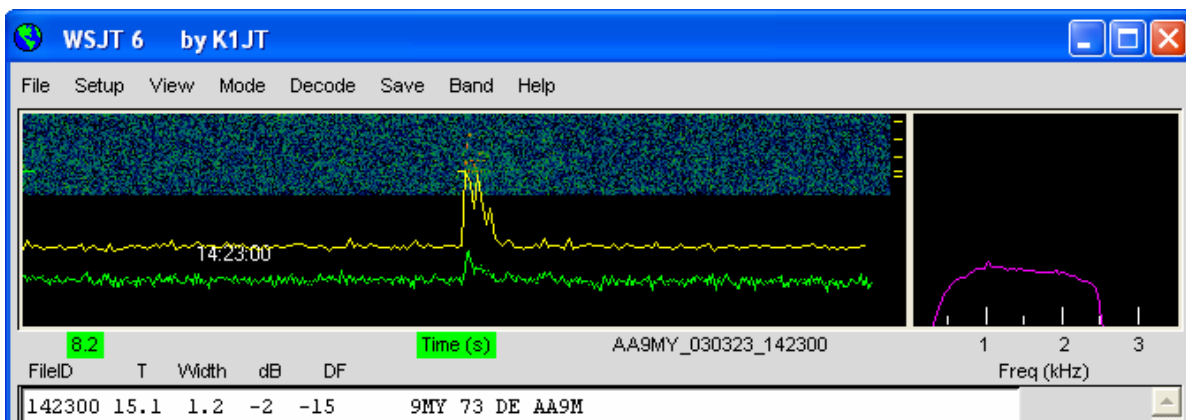 WSJT 6 by K1JT
File Setup View Mode Decode Save Band Help
14:23:00
8.2 Time (s) AA9MY_030323_142300 1 2 3
FileID T Width dB DF Freq (kHz)
142300 15.1 1.2 -2 -15 9MY 73 DE AA9M